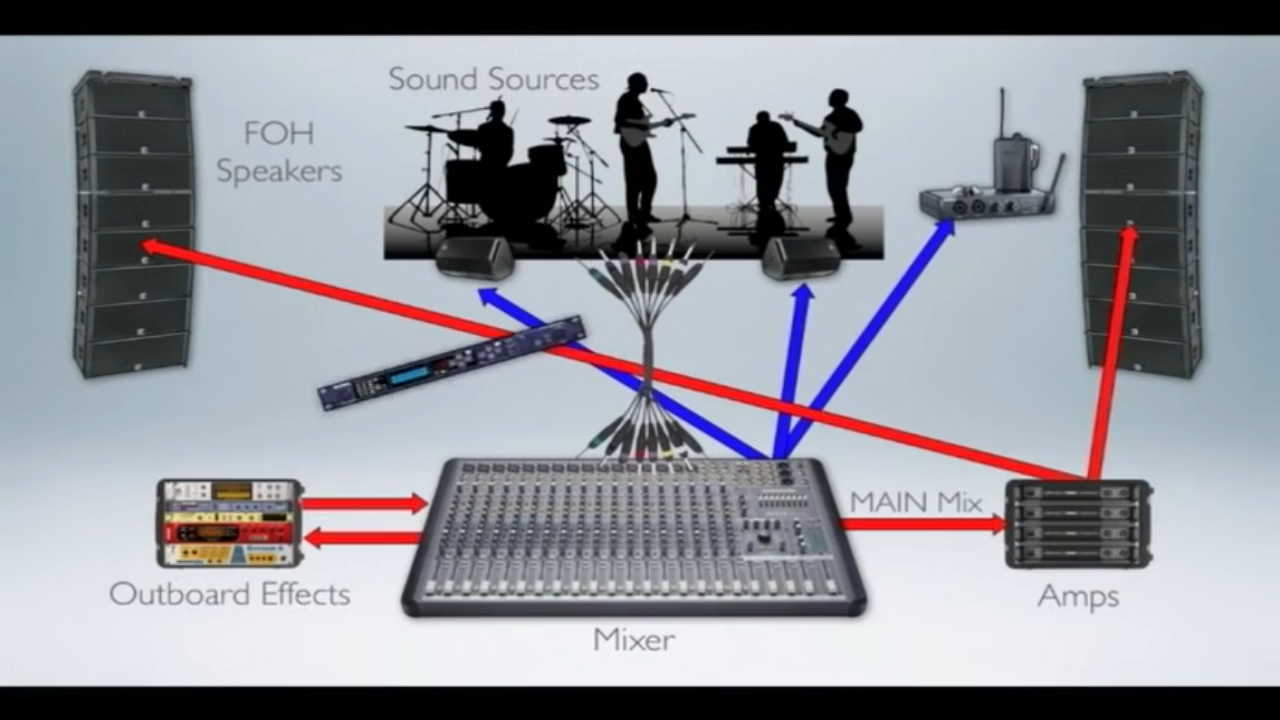 Sound Sources
FOH
Speakers
MAIN Mix
Outboard Effects
Amps
Mixer